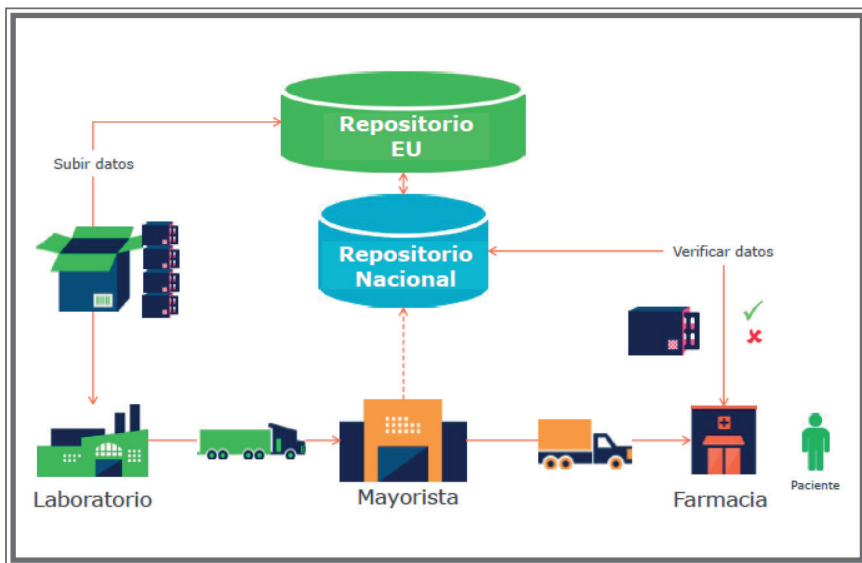 Repositorio
EU
Subir datos
Repositorio
Nacional
Verificar datos
Laboratorio
Mayorista
Farmacia
Paciente